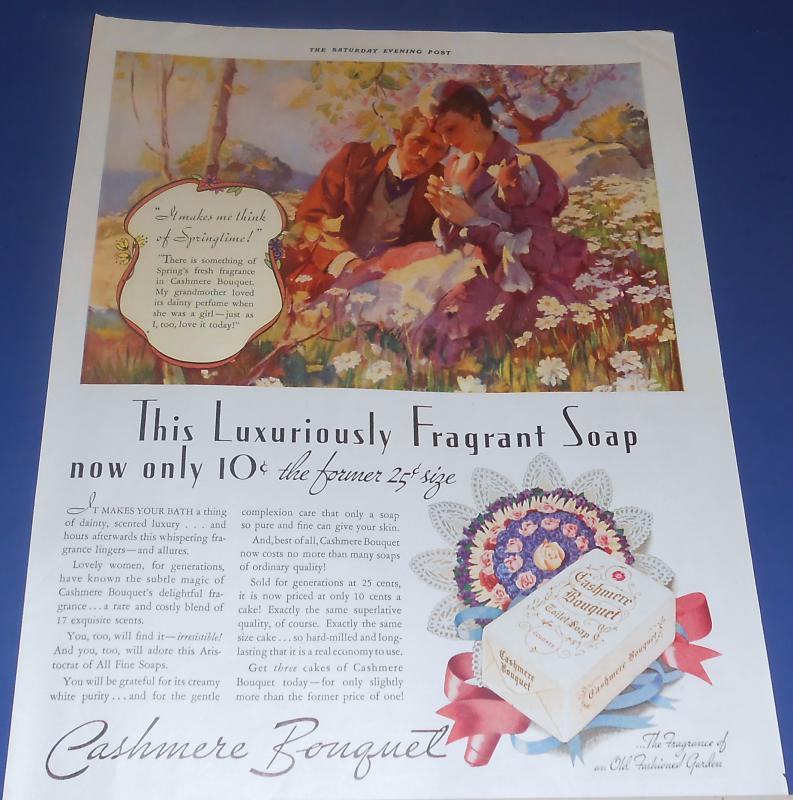 THE SATURDAY EVENING POST
"It makes me think
of Springtime!"
"There is something of
Spring's fresh fragrance
in Cashmere Bouquet.
My grandmother loved
its dainty perfume when
she was a girl—just as
I, too, love it today!"
This Luxuriously Fragrant Soap
now only 10¢ the former 25¢ size
IT MAKES YOUR BATH a thing
of dainty, scented luxury . . . and
hours afterwards this whispering fra-
grance lingers—and allures.
Lovely women, for generations,
have known the subtle magic of
Cashmere Bouquet's delightful fra-
grance...a rare and costly blend of
17 exquisite scents.
You, too, will find it—irresistible!
And you, too, will adore this Aris-
tocrat of All Fine Soaps.
You will be grateful for its creamy
white purity...and for the gentle
complexion care that only a soap
so pure and fine can give your skin.
And, best of all, Cashmere Bouquet
now costs no more than many soaps
of ordinary quality!
Sold for generations at 25 cents,
it is now priced at only 10 cents a
cake! Exactly the same superlative
quality, of course. Exactly the same
size cake...so hard-milled and long-
lasting that it is a real economy to use.
Get three cakes of Cashmere
Bouquet today—for only slightly
more than the former price of one!
Cashmere
Bouquet
Toilet Soap
COLGATE
Cashmere
Bouquet
Cashmere Bouquet
Cashmere Bouquet
...The Fragrance of
an Old Fashioned Garden